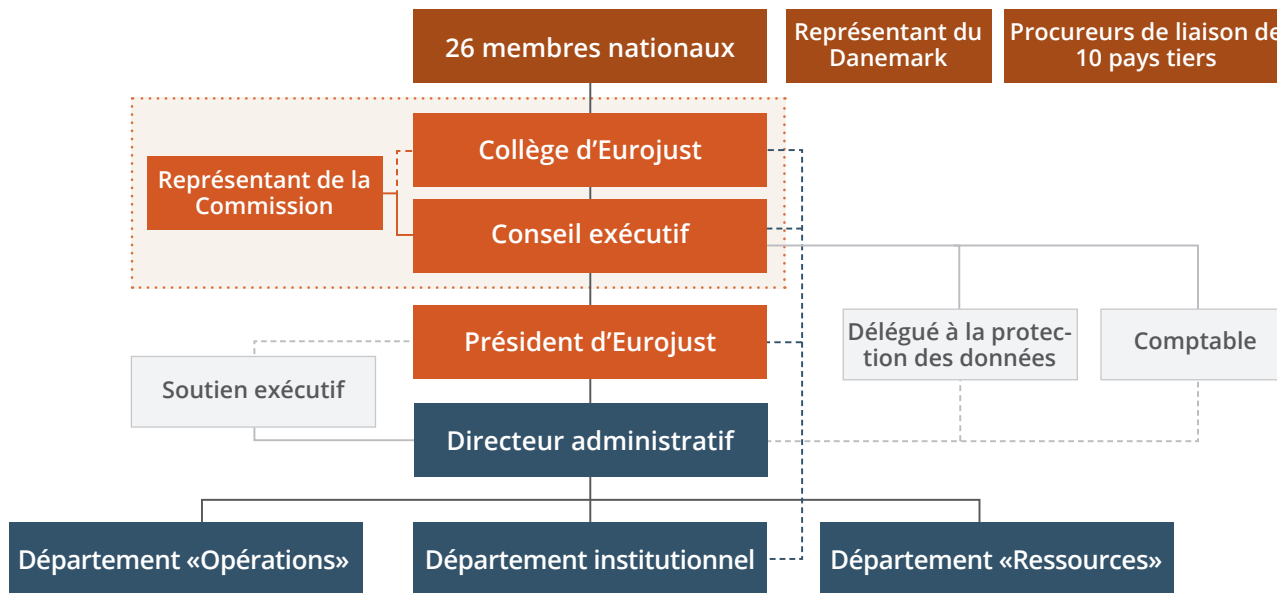 26 membres nationaux
Représentant du
Danemark
Procureurs de liaison de
10 pays tiers
Collège d’Eurojust
Représentant de la
Commission
Conseil exécutif
Président d’Eurojust
Délégué à la protec-
tion des données
Comptable
Soutien exécutif
Directeur administratif
Département «Opérations»
Département institutionnel
Département «Ressources»